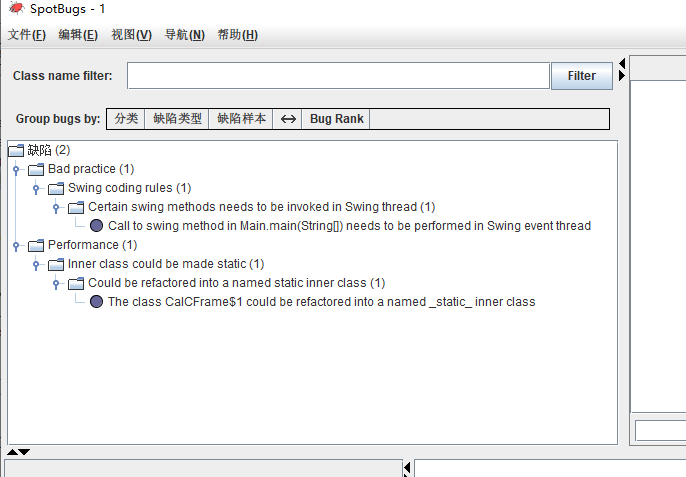 SpotBugs - 1
文件(F) 编辑(E) 视图(V) 导航(N) 帮助(H)
Class name filter: Filter
Group bugs by: 分类 缺陷类型 缺陷样本 ↔ Bug Rank
缺陷 (2)
Bad practice (1)
Swing coding rules (1)
Certain swing methods needs to be invoked in Swing thread (1)
Call to swing method in Main.main(String[]) needs to be performed in Swing event thread
Performance (1)
Inner class could be made static (1)
Could be refactored into a named static inner class (1)
The class CalCFrame$1 could be refactored into a named _static_ inner class